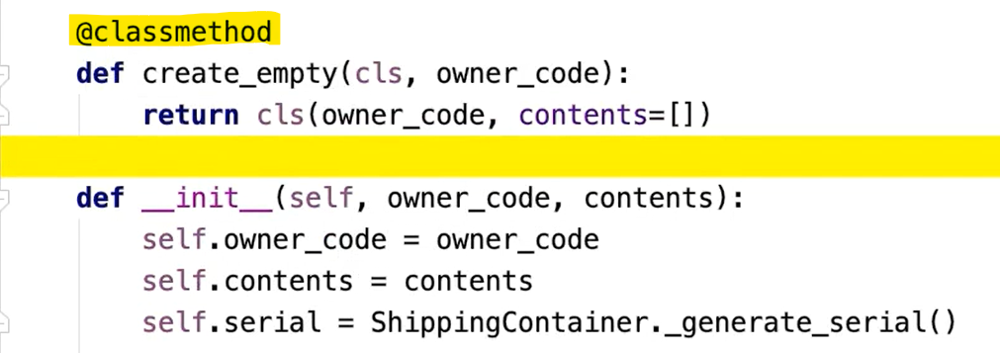 @classmethod
def create_empty(cls, owner_code):
return cls(owner_code, contents=[])
def __init__(self, owner_code, contents):
self.owner_code = owner_code
self.contents = contents
self.serial = ShippingContainer._generate_serial()